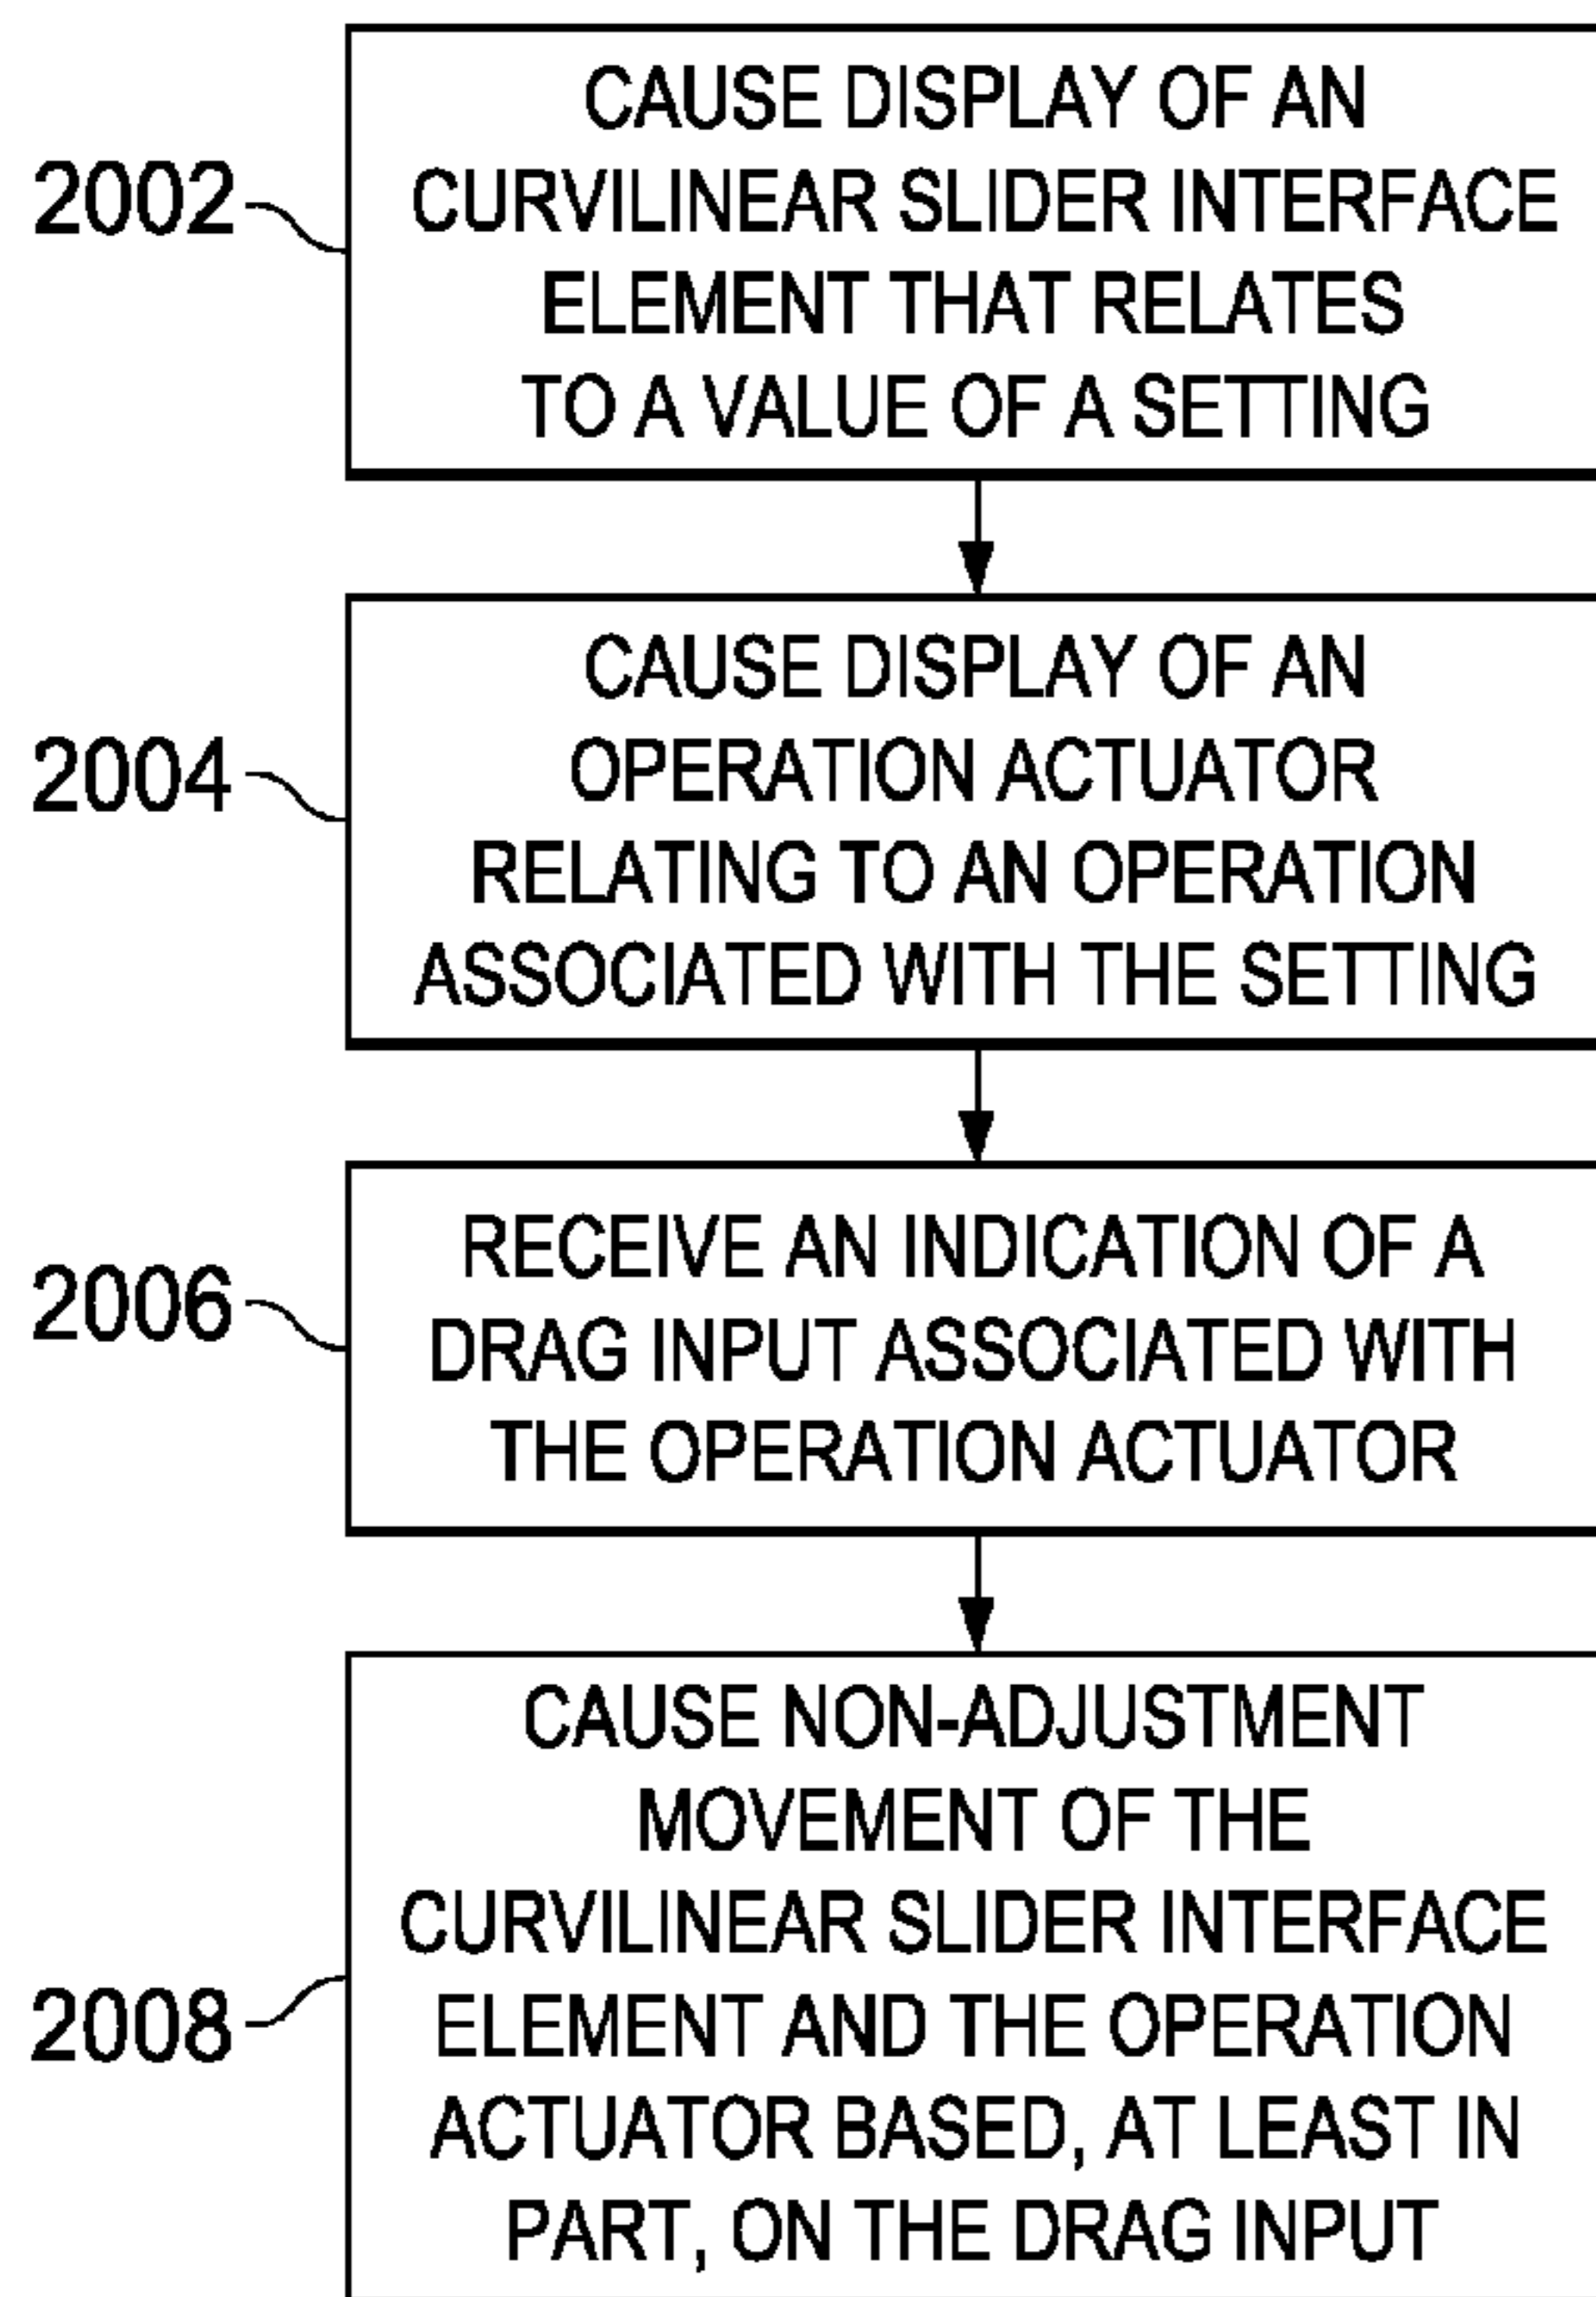 CAUSE DISPLAY OF AN
CURVILINEAR SLIDER INTERFACE
ELEMENT THAT RELATES
TO A VALUE OF A SETTING
2002
CAUSE DISPLAY OF AN
OPERATION ACTUATOR
RELATING TO AN OPERATION
ASSOCIATED WITH THE SETTING
2004
RECEIVE AN INDICATION OF A
DRAG INPUT ASSOCIATED WITH
THE OPERATION ACTUATOR
2006
CAUSE NON-ADJUSTMENT
MOVEMENT OF THE
CURVILINEAR SLIDER INTERFACE
ELEMENT AND THE OPERATION
ACTUATOR BASED, AT LEAST IN
PART, ON THE DRAG INPUT
2008